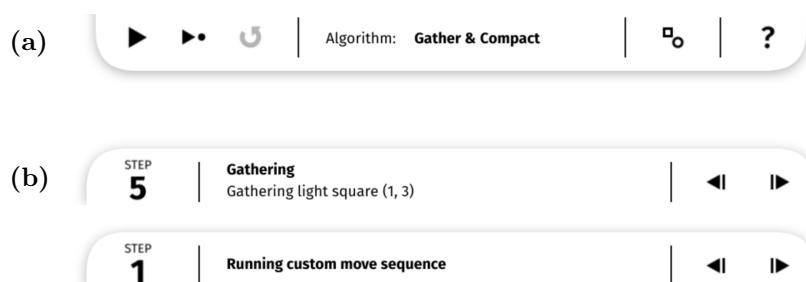 (a) Algorithm: Gather & Compact ?
(b) STEP 5 Gathering
Gathering light square (1, 3)
STEP 1 Running custom move sequence